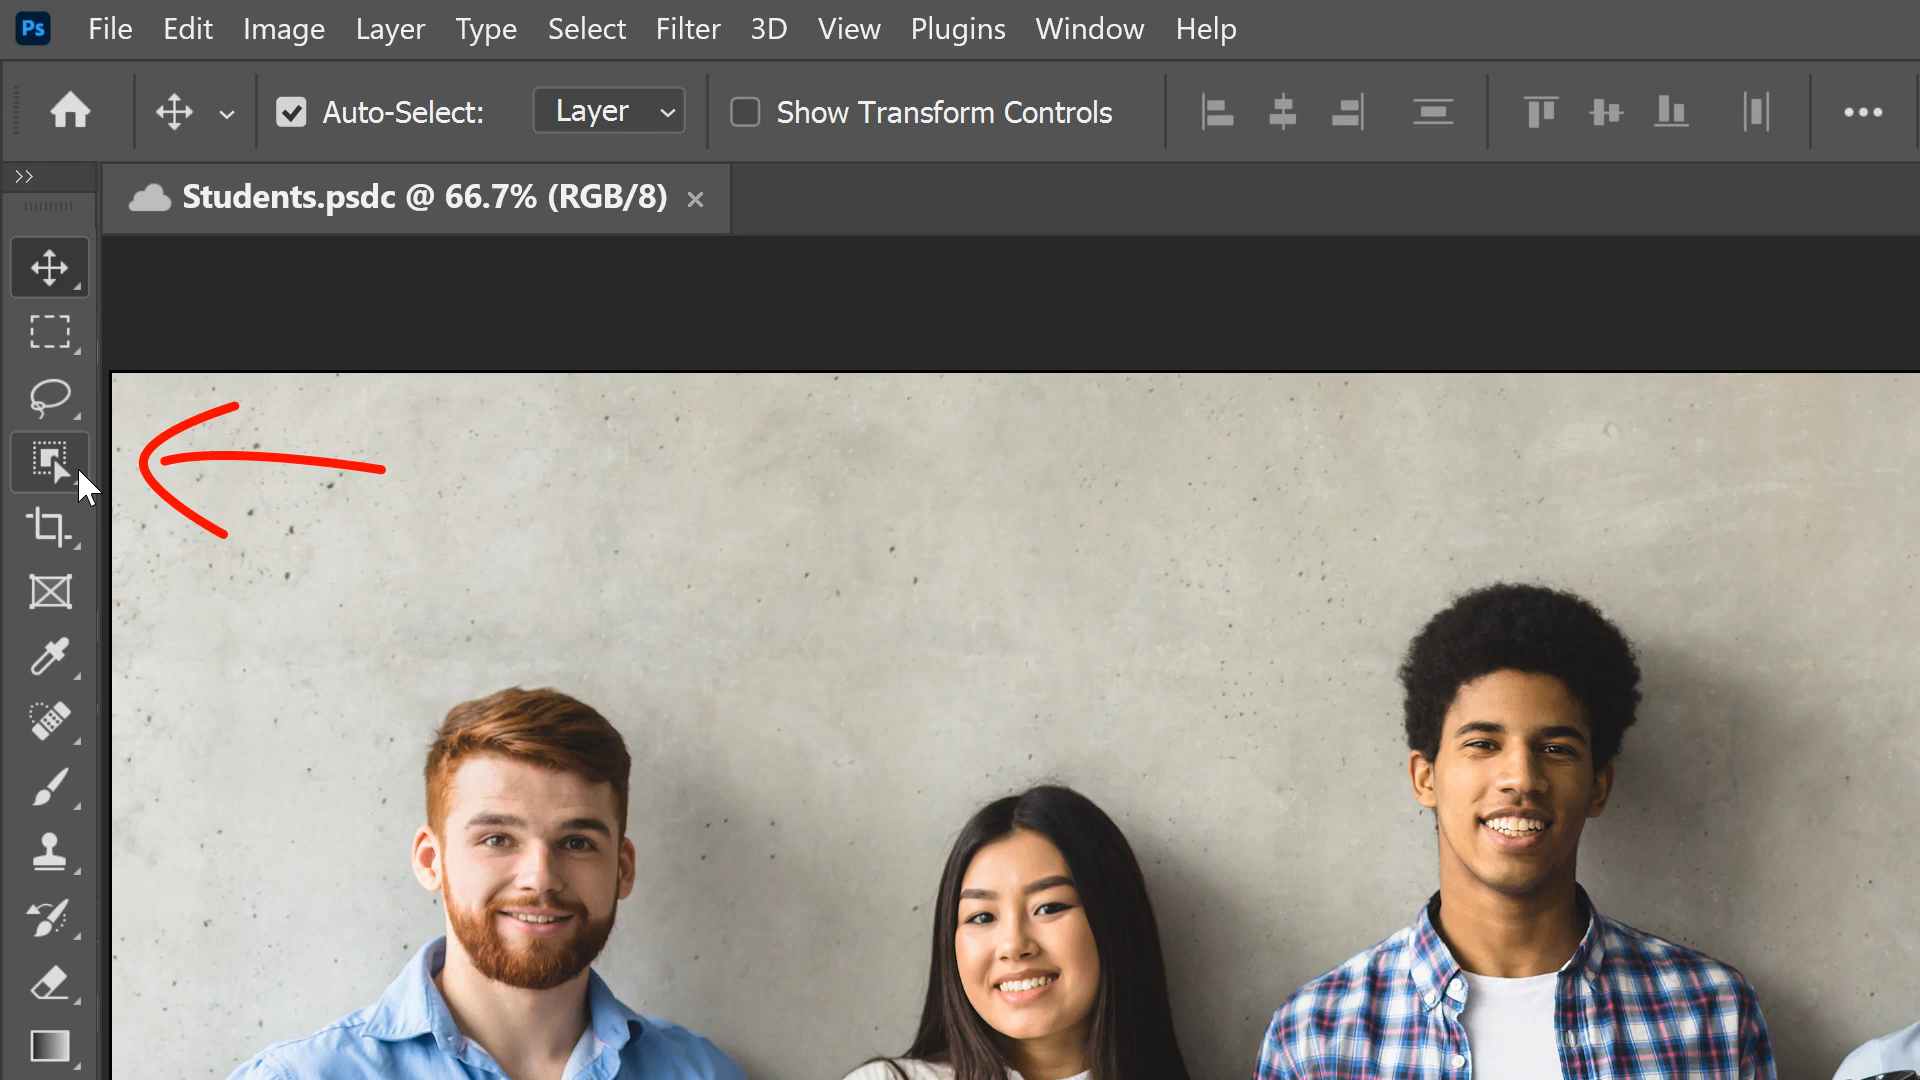 Ps File Edit Image Layer Type Select Filter 3D View Plugins Window Help
Auto-Select: Layer Show Transform Controls
Students.psdc @ 66.7% (RGB/8)